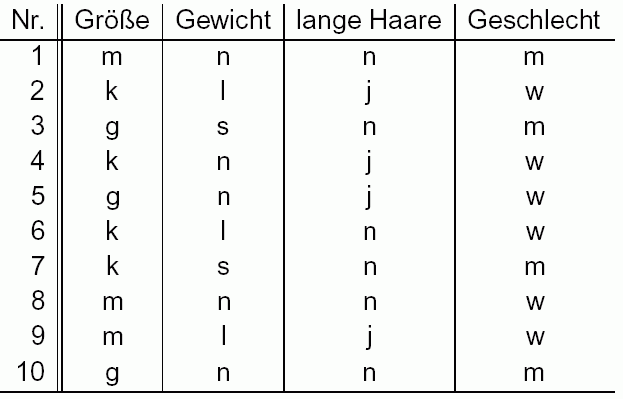 Nr. Größe Gewicht lange Haare Geschlecht
1 m n n m
2 k l j w
3 g s n m
4 k n j w
5 g n j w
6 k l n w
7 k s n m
8 m n n w
9 m l j w
10 g n n m